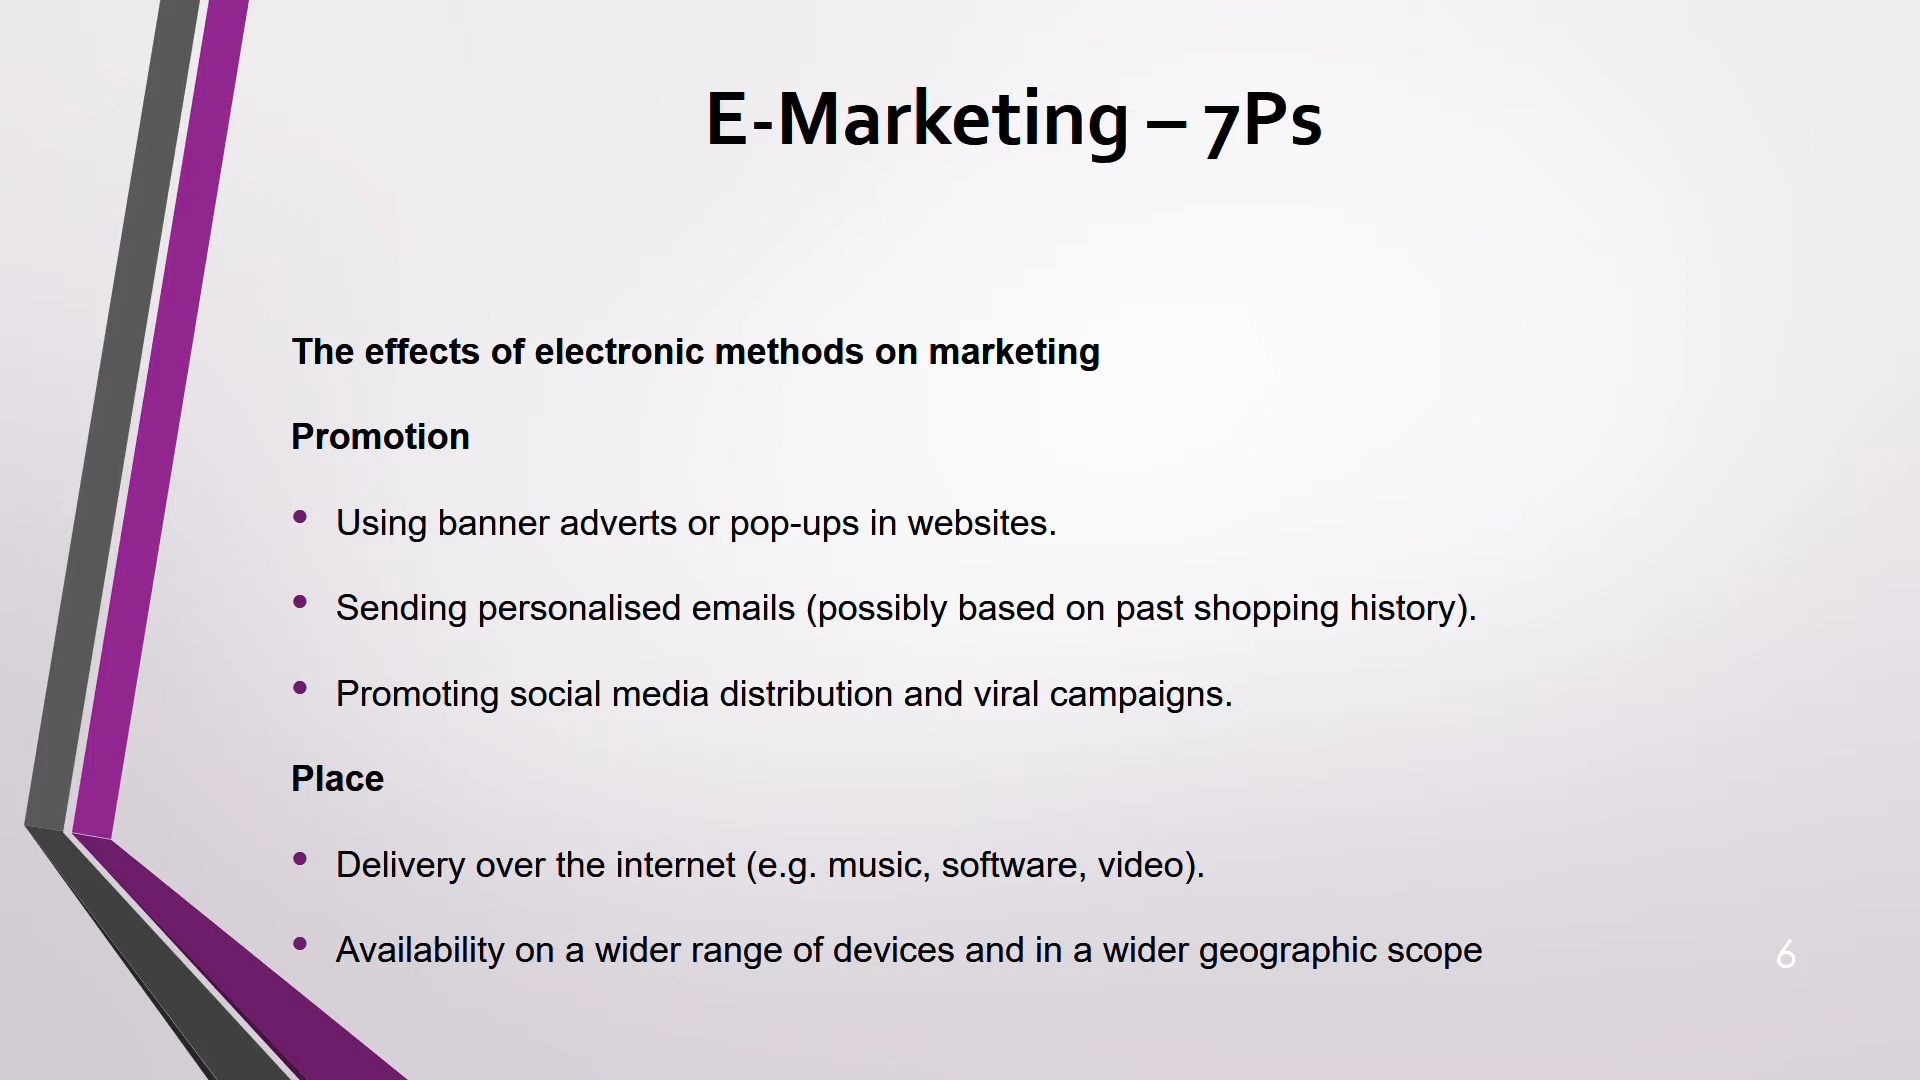 E-Marketing – 7Ps
The effects of electronic methods on marketing
Promotion
• Using banner adverts or pop-ups in websites.
• Sending personalised emails (possibly based on past shopping history).
• Promoting social media distribution and viral campaigns.
Place
• Delivery over the internet (e.g. music, software, video).
• Availability on a wider range of devices and in a wider geographic scope
6